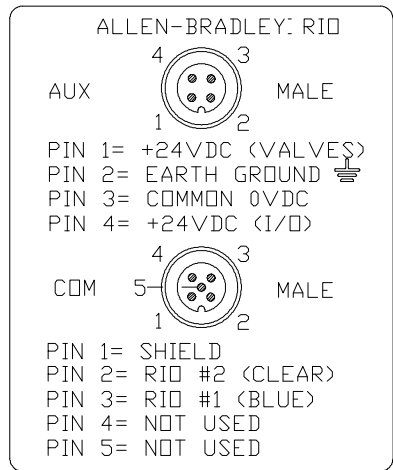 ALLEN-BRADLEY: RIO
4 3
AUX MALE
1 2
PIN 1= +24VDC (VALVES)
PIN 2= EARTH GROUND
PIN 3= COMMON 0VDC
PIN 4= +24VDC (I/O)
4 3
COM 5 MALE
1 2
PIN 1= SHIELD
PIN 2= RIO #2 (CLEAR)
PIN 3= RIO #1 (BLUE)
PIN 4= NOT USED
PIN 5= NOT USED